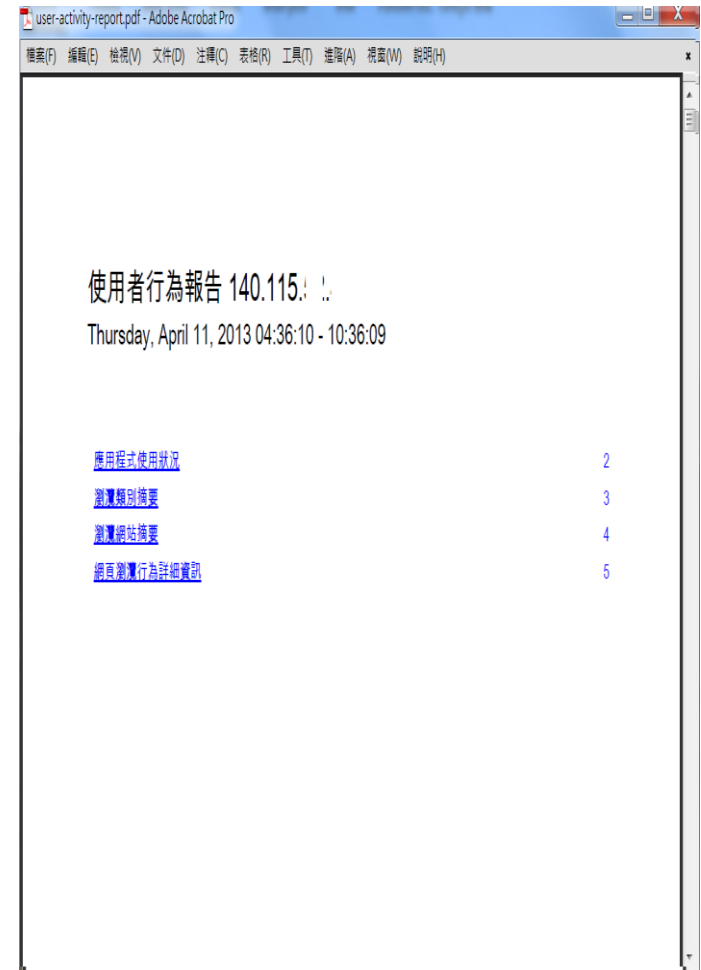 user-activity-report.pdf - Adobe Acrobat Pro
檔案(F) 編輯(E) 檢視(V) 文件(D) 注釋(C) 表格(R) 工具(T) 進階(A) 視窗(W) 說明(H)
使用者行為報告 140.115.
Thursday, April 11, 2013 04:36:10 - 10:36:09
應用程式使用狀況 2
瀏灠類別摘要 3
瀏灠網站摘要 4
網頁瀏灠行為詳細資訊 5